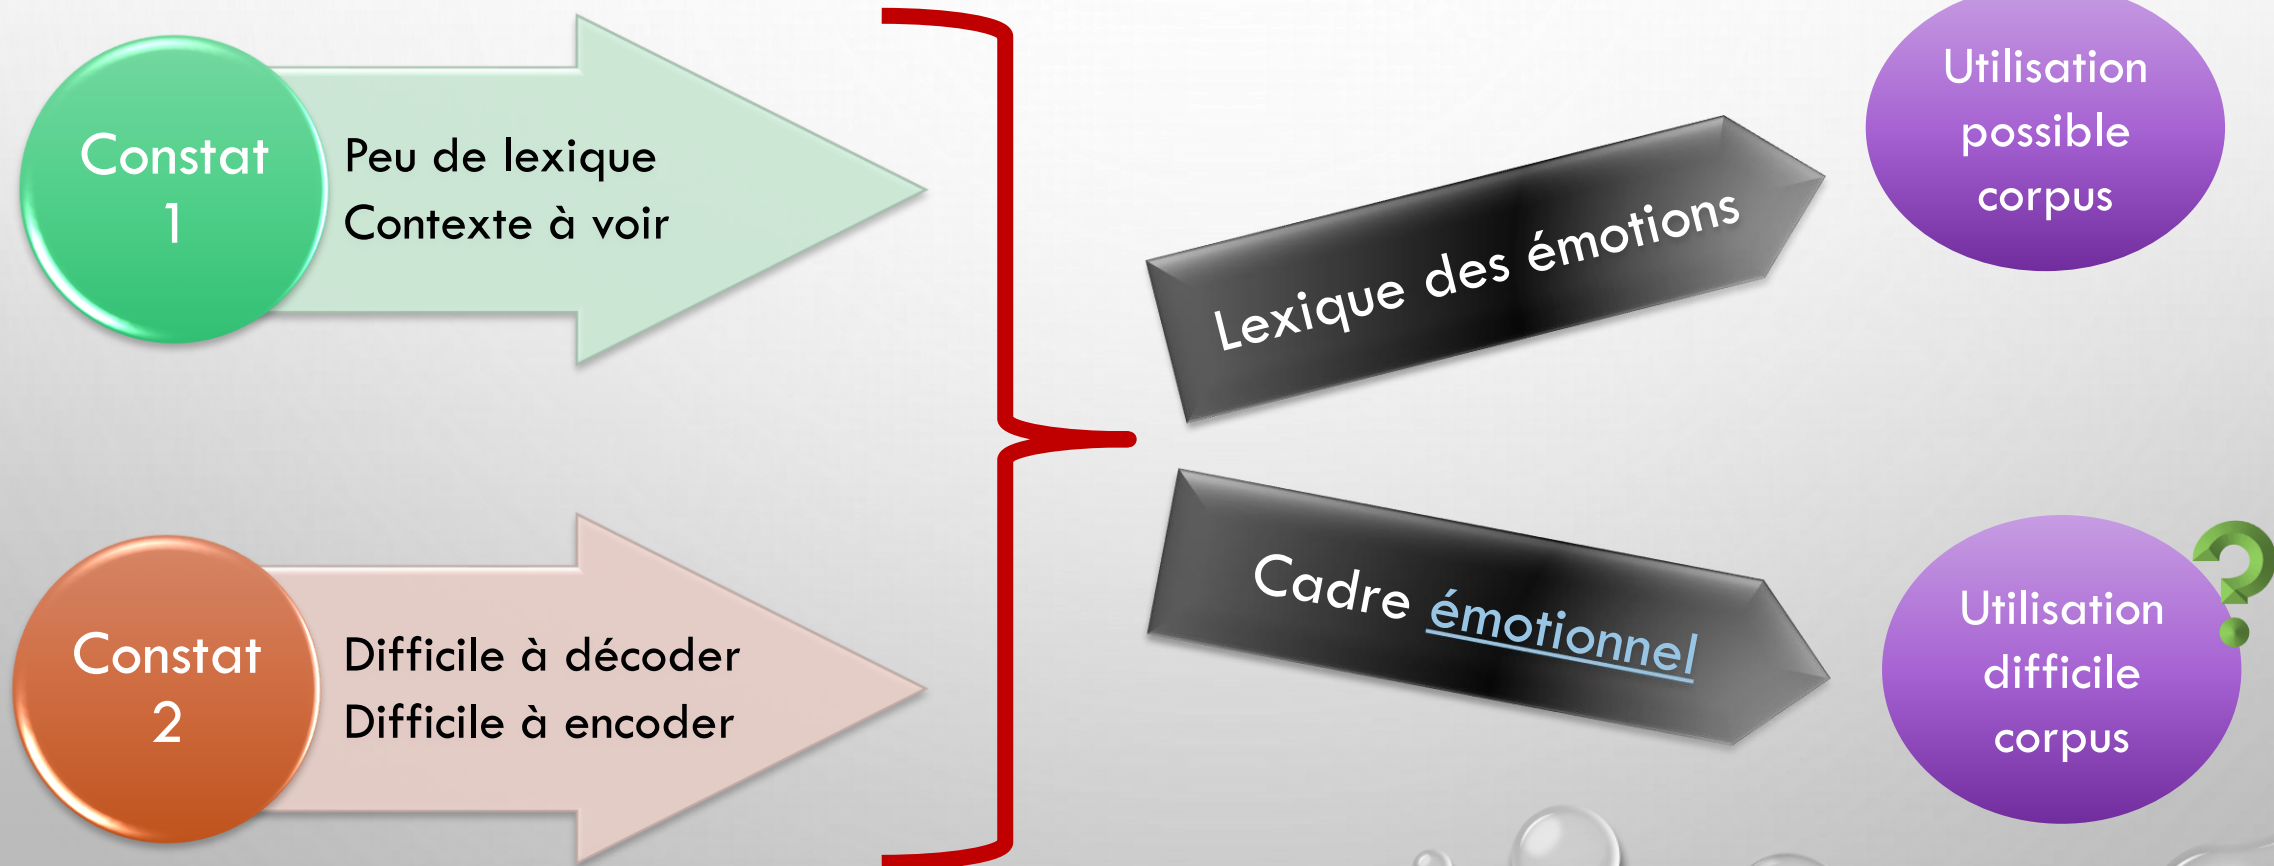 Constat
1
Peu de lexique
Contexte à voir
Constat
2
Difficile à décoder
Difficile à encoder
Lexique des émotions
Cadre émotionnel
Utilisation
possible
corpus
Utilisation
difficile
corpus
?